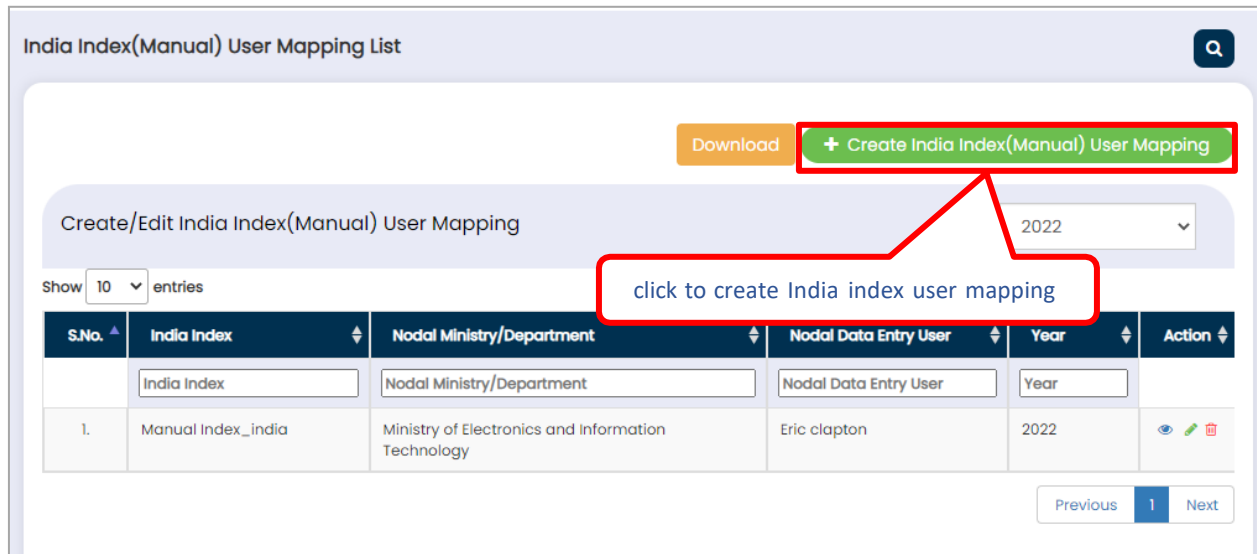 India Index(Manual) User Mapping List
Download
+ Create India Index(Manual) User Mapping
Create/Edit India Index(Manual) User Mapping
2022
click to create India index user mapping
Show 10 entries
S.No. India Index Nodal Ministry/Department Nodal Data Entry User Year Action
India Index Nodal Ministry/Department Nodal Data Entry User Year
1. Manual Index_india Ministry of Electronics and Information Eric clapton 2022
Technology
Previous 1 Next